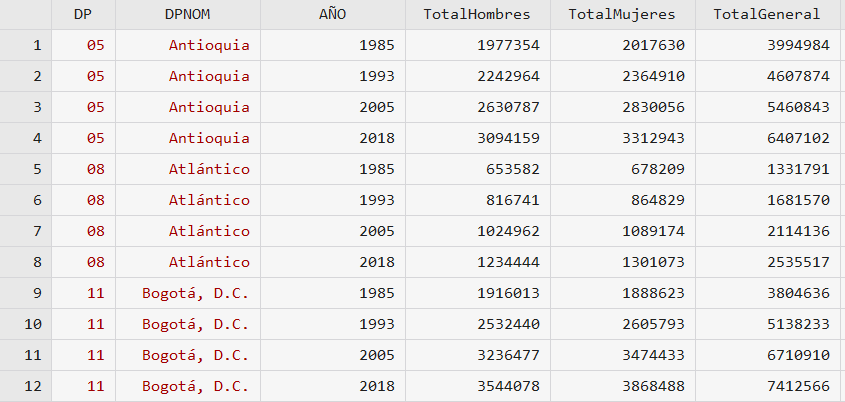 DP DPNOM AÑO TotalHombres TotalMujeres TotalGeneral
1 05 Antioquia 1985 1977354 2017630 3994984
2 05 Antioquia 1993 2242964 2364910 4607874
3 05 Antioquia 2005 2630787 2830056 5460843
4 05 Antioquia 2018 3094159 3312943 6407102
5 08 Atlántico 1985 653582 678209 1331791
6 08 Atlántico 1993 816741 864829 1681570
7 08 Atlántico 2005 1024962 1089174 2114136
8 08 Atlántico 2018 1234444 1301073 2535517
9 11 Bogotá, D.C. 1985 1916013 1888623 3804636
10 11 Bogotá, D.C. 1993 2532440 2605793 5138233
11 11 Bogotá, D.C. 2005 3236477 3474433 6710910
12 11 Bogotá, D.C. 2018 3544078 3868488 7412566